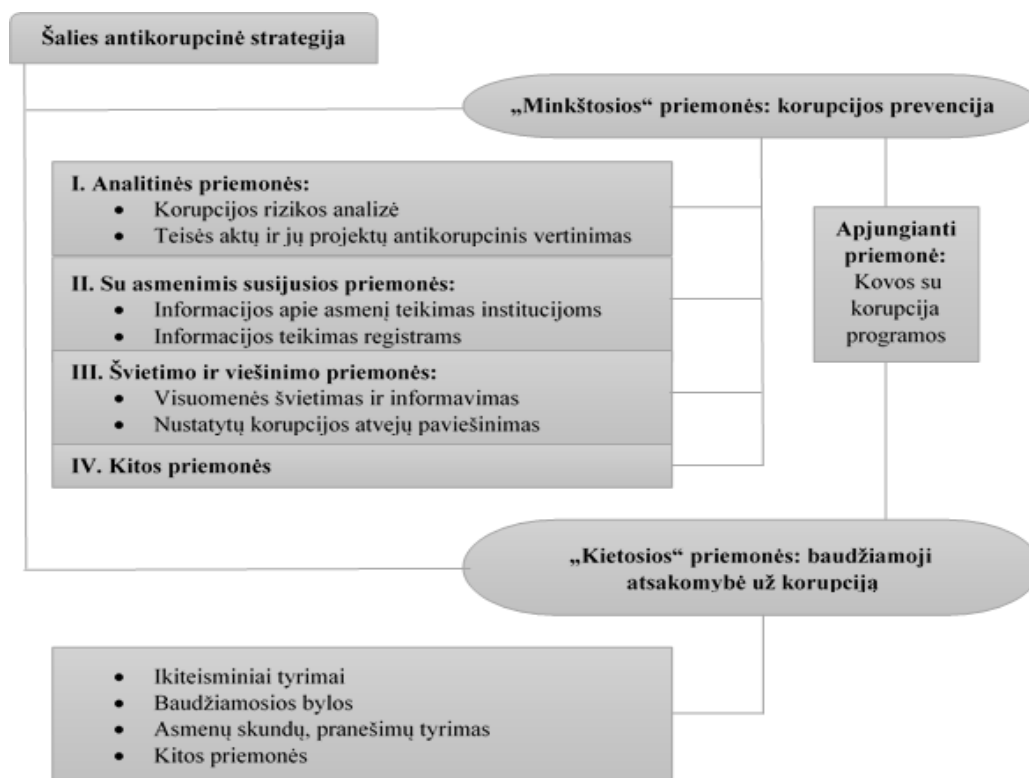 Šalies antikorupcinė strategija
„Minkštosios“ priemonės: korupcijos prevencija
I. Analitinės priemonės:
• Korupcijos rizikos analizė
• Teisės aktų ir jų projektų antikorupcinis vertinimas
II. Su asmenimis susijusios priemonės:
• Informacijos apie asmenį teikimas institucijoms
• Informacijos teikimas registrams
III. Švietimo ir viešinimo priemonės:
• Visuomenės švietimas ir informavimas
• Nustatytų korupcijos atvejų paviešinimas
IV. Kitos priemonės
Apjungianti
priemonė:
Kovos su
korupcija
programos
„Kietosios“ priemonės: baudžiamoji
atsakomybė už korupciją
• Ikiteisminiai tyrimai
• Baudžiamosios bylos
• Asmenų skundų, pranešimų tyrimas
• Kitos priemonės